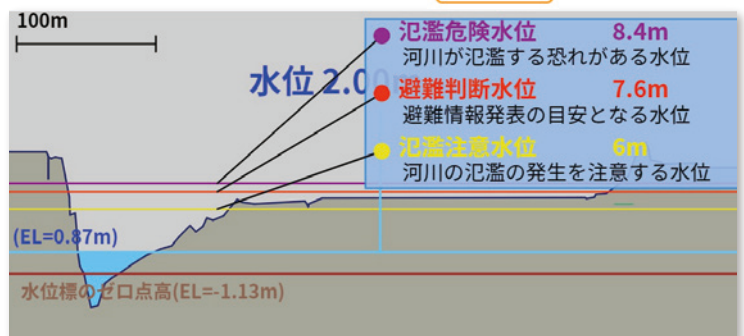 100m
氾濫危険水位 8.4m
河川が氾濫する恐れがある水位
水位 2.00m
避難判断水位 7.6m
避難情報発表の目安となる水位
氾濫注意水位 6m
河川の氾濫の発生を注意する水位
(EL=0.87m)
水位標のゼロ点高(EL=-1.13m)